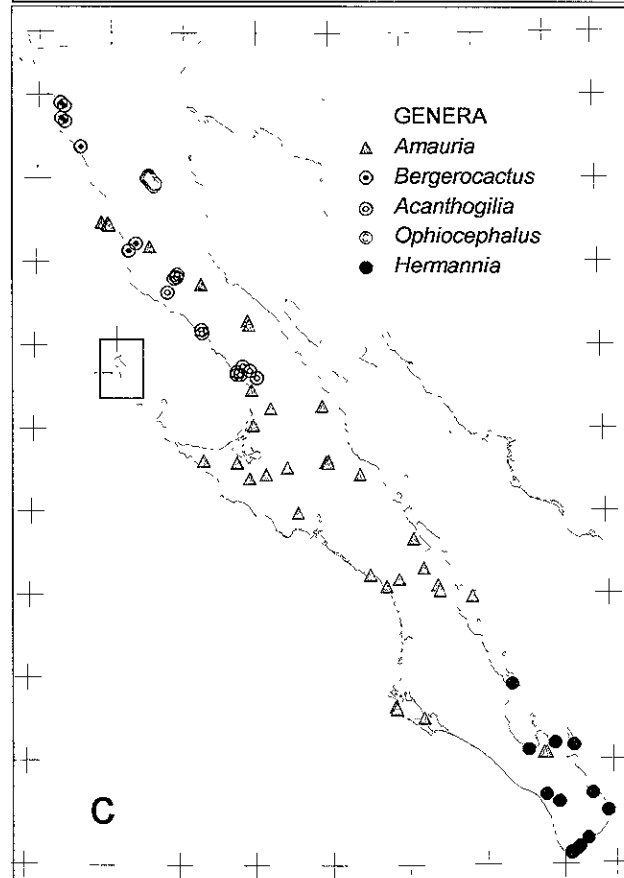 GENERA
Amauria
Bergerocactus
Acanthogilia
Ophiocephalus
Hermannia
C